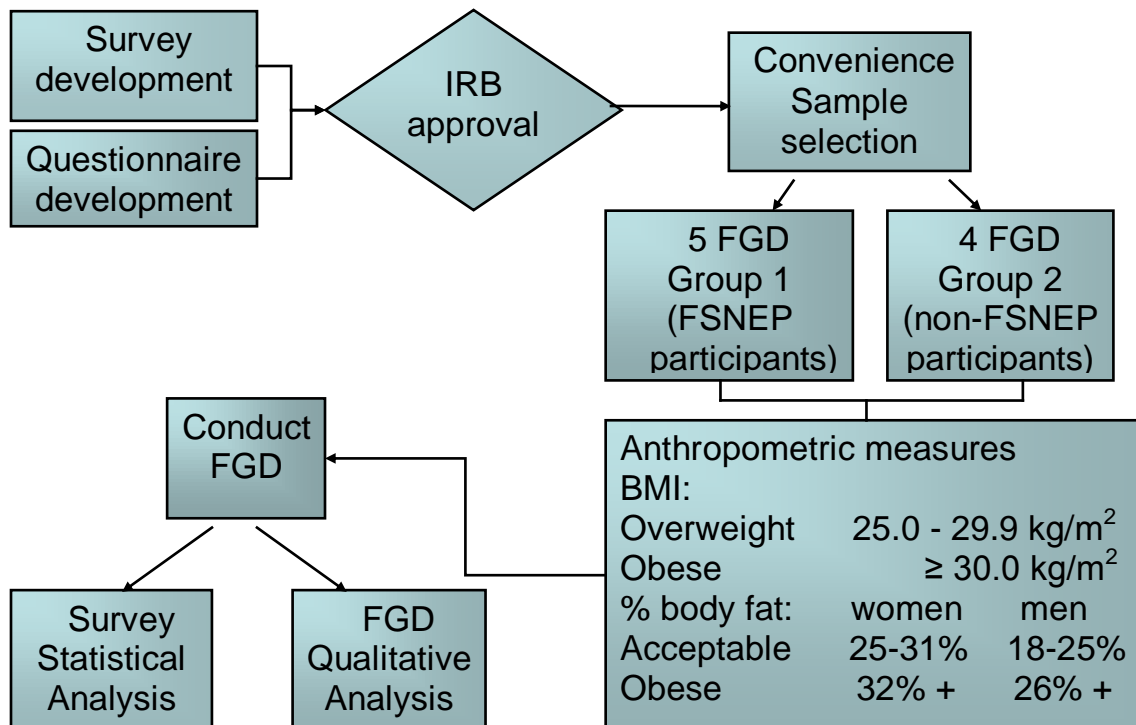 Survey
development
Questionnaire
development
IRB
approval
Convenience
Sample
selection
5 FGD
Group 1
(FSNEP
participants)
4 FGD
Group 2
(non-FSNEP
participants)
Anthropometric measures
BMI:
Overweight 25.0 - 29.9 kg/m²
Obese ≥ 30.0 kg/m²
% body fat: women men
Acceptable 25-31% 18-25%
Obese 32% + 26% +
Conduct
FGD
Survey
Statistical
Analysis
FGD
Qualitative
Analysis